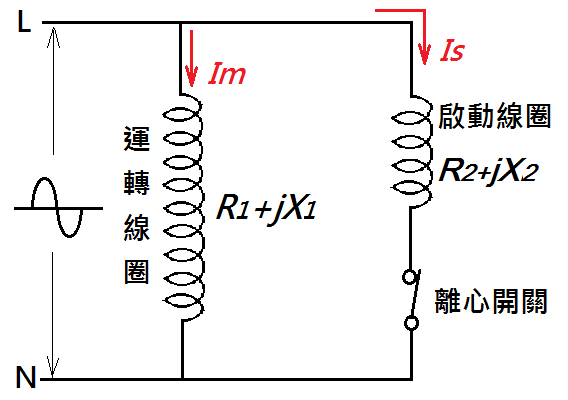 L
Im
Is
運轉線圈
R1+jX1
啟動線圈
R2+jX2
離心開關
N